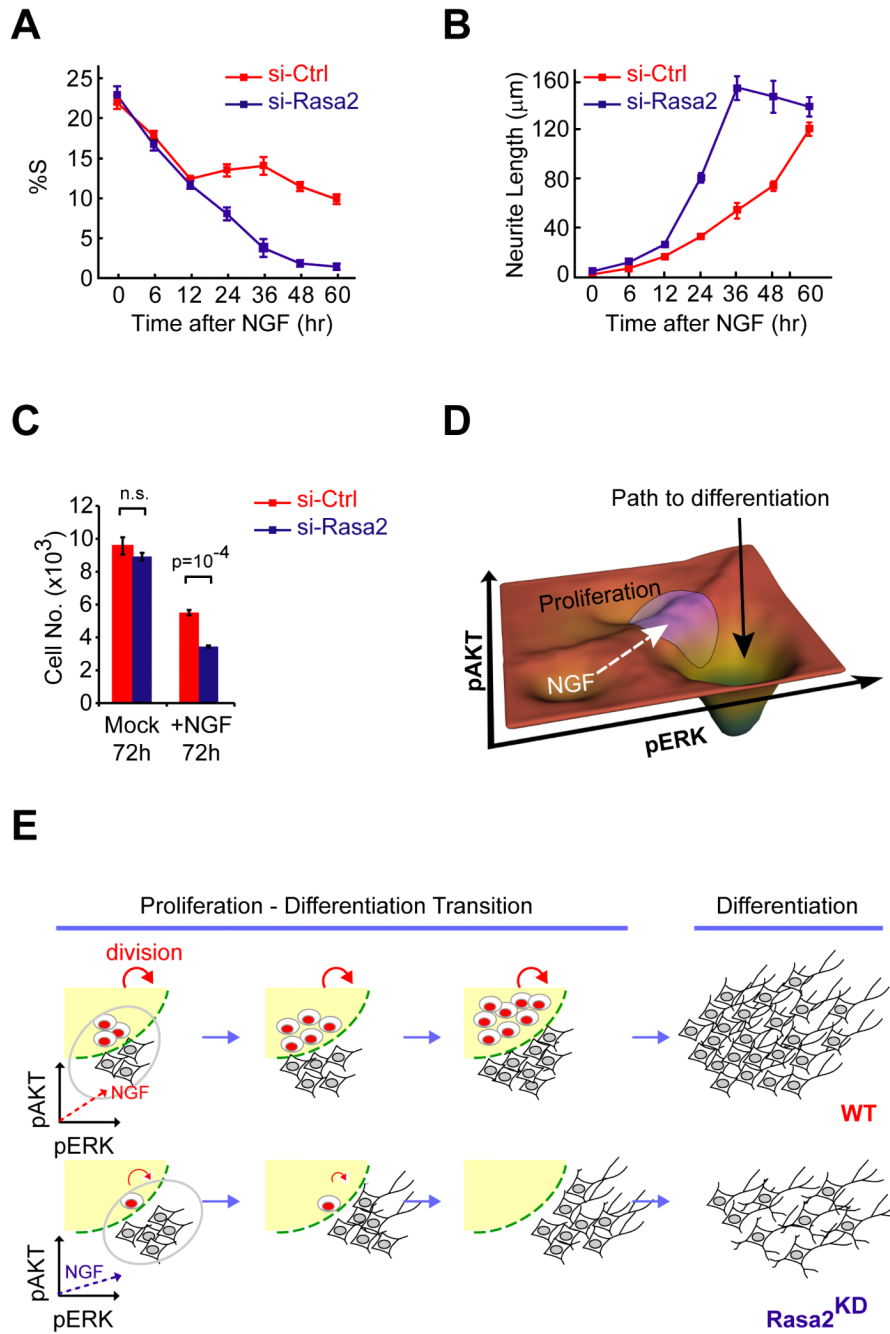 A
si-Ctrl
si-Rasa2
25
20
15
10
5
0
%S
0 6 12 24 36 48 60
Time after NGF (hr)
B
si-Ctrl
si-Rasa2
160
120
80
40
0
Neurite Length (μm)
0 6 12 24 36 48 60
Time after NGF (hr)
C
si-Ctrl
si-Rasa2
n.s.
p=10⁻⁴
12
10
8
6
4
2
0
Cell No. (x10³)
Mock +NGF
72h 72h
D
Path to differentiation
Proliferation
NGF
pAKT
pERK
E
Proliferation - Differentiation Transition
Differentiation
division
NGF
pAKT
pERK
WT
NGF
pAKT
pERK
Rasa2ᴷᴰ